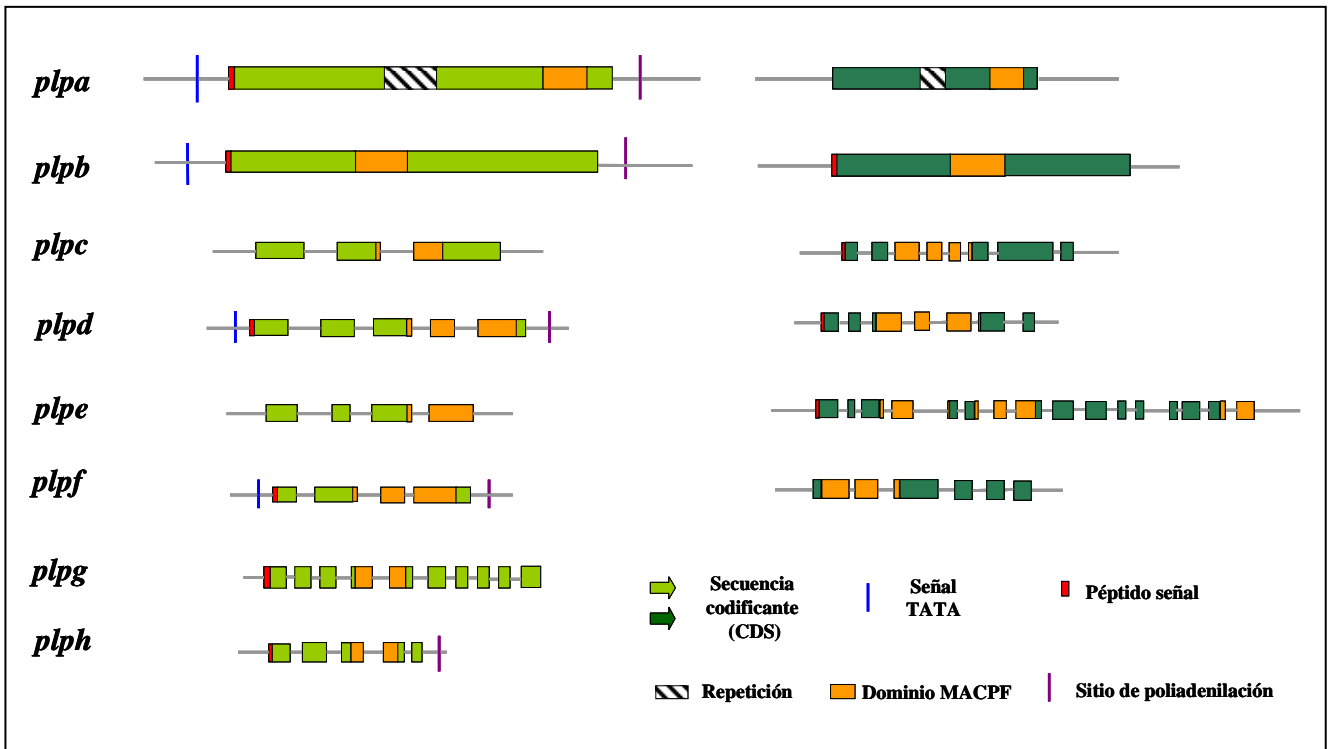 plpa
plpb
plpc
plpd
plpe
plpf
plpg
plph
Secuencia
codificante
(CDS)
Señal
TATA
Péptido señal
Repetición
Dominio MACPF
Sitio de poliadenilación